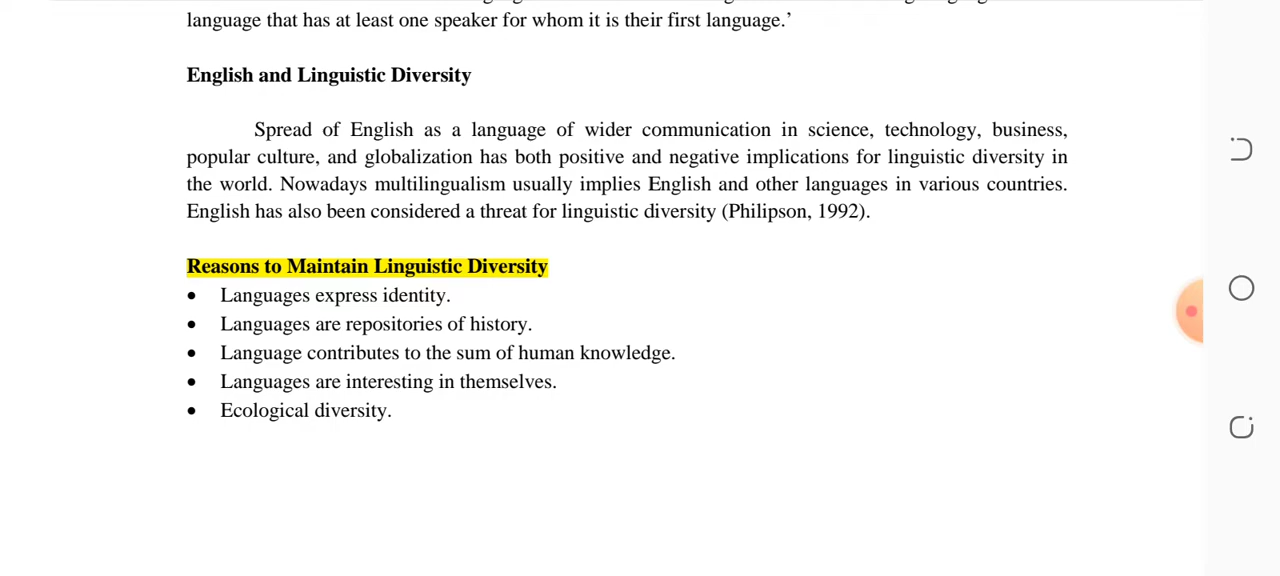 language that has at least one speaker for whom it is their first language.’
English and Linguistic Diversity
Spread of English as a language of wider communication in science, technology, business,
popular culture, and globalization has both positive and negative implications for linguistic diversity in
the world. Nowadays multilingualism usually implies English and other languages in various countries.
English has also been considered a threat for linguistic diversity (Philipson, 1992).
Reasons to Maintain Linguistic Diversity
• Languages express identity.
• Languages are repositories of history.
• Language contributes to the sum of human knowledge.
• Languages are interesting in themselves.
• Ecological diversity.